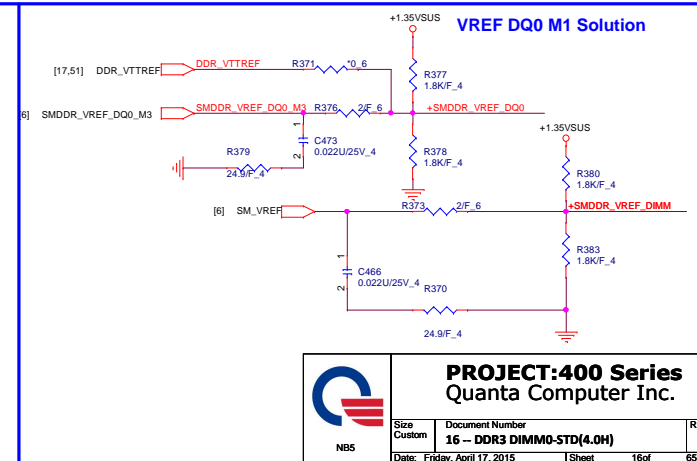 +1.35VSUS
VREF DQ0 M1 Solution
[17,51] DDR_VTTREF DDR_VTTREF R371 *0_6
R377
1.8K/F_4
[6] SMDDR_VREF_DQ0_M3 SMDDR_VREF_DQ0_M3 R376 2/F_6 +SMDDR_VREF_DQ0
1
C473
0.022U/25V_4
2
R379
24.9/F_4
R378
1.8K/F_4
+1.35VSUS
R380
1.8K/F_4
[6] SM_VREF R373 2/F_6 +SMDDR_VREF_DIMM
1
C466
0.022U/25V_4
2
R383
1.8K/F_4
R370
24.9/F_4
PROJECT:400 Series
Quanta Computer Inc.
NB5
Size Document Number R
Custom 16 -- DDR3 DIMM0-STD(4.0H)
Date: Friday, April 17, 2015 Sheet 16of 65